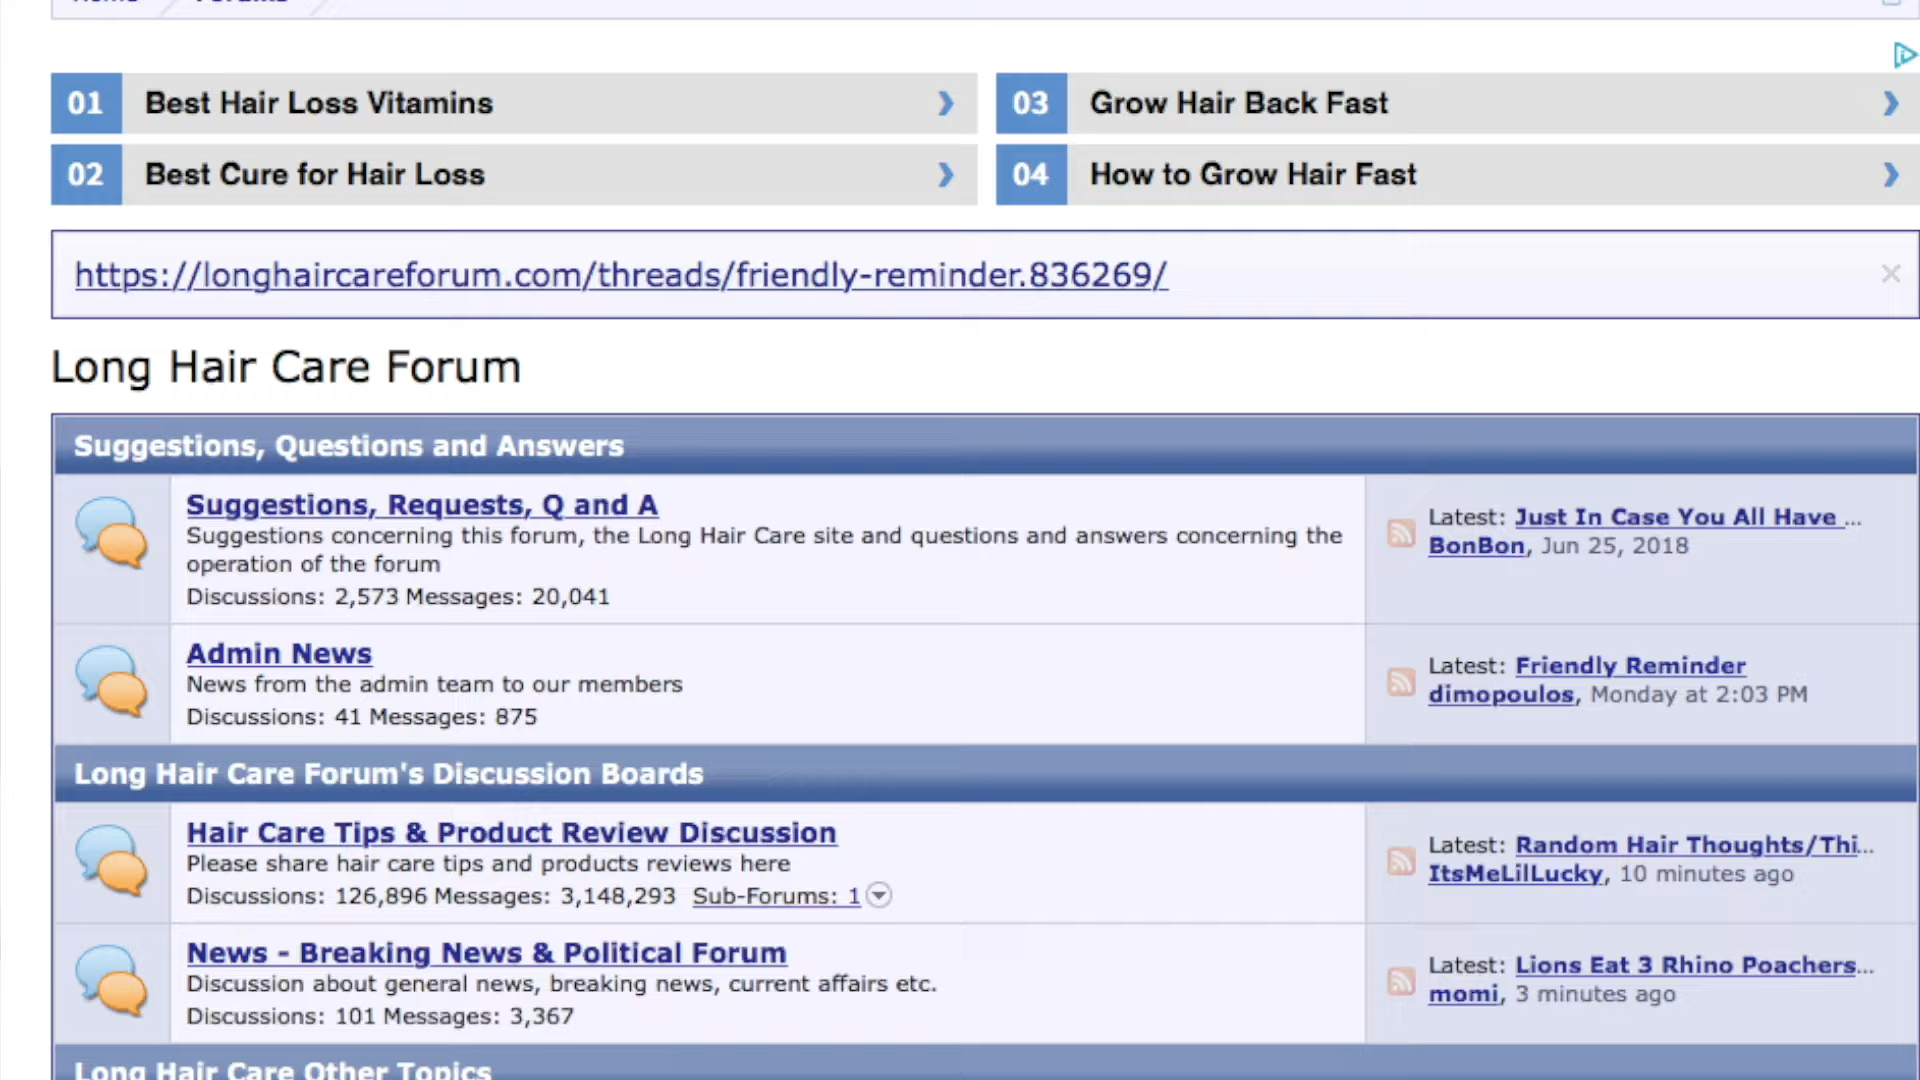 Home Forums
01 Best Hair Loss Vitamins
03 Grow Hair Back Fast
02 Best Cure for Hair Loss
04 How to Grow Hair Fast
https://longhaircareforum.com/threads/friendly-reminder.836269/
Long Hair Care Forum
Suggestions, Questions and Answers
Suggestions, Requests, Q and A
Suggestions concerning this forum, the Long Hair Care site and questions and answers concerning the
operation of the forum
Discussions: 2,573 Messages: 20,041
Latest: Just In Case You All Have ...
BonBon, Jun 25, 2018
Admin News
News from the admin team to our members
Discussions: 41 Messages: 875
Latest: Friendly Reminder
dimopoulos, Monday at 2:03 PM
Long Hair Care Forum's Discussion Boards
Hair Care Tips & Product Review Discussion
Please share hair care tips and products reviews here
Discussions: 126,896 Messages: 3,148,293 Sub-Forums: 1
Latest: Random Hair Thoughts/Thi...
ItsMeLilLucky, 10 minutes ago
News - Breaking News & Political Forum
Discussion about general news, breaking news, current affairs etc.
Discussions: 101 Messages: 3,367
Latest: Lions Eat 3 Rhino Poachers...
momi, 3 minutes ago
Long Hair Care Other Topics